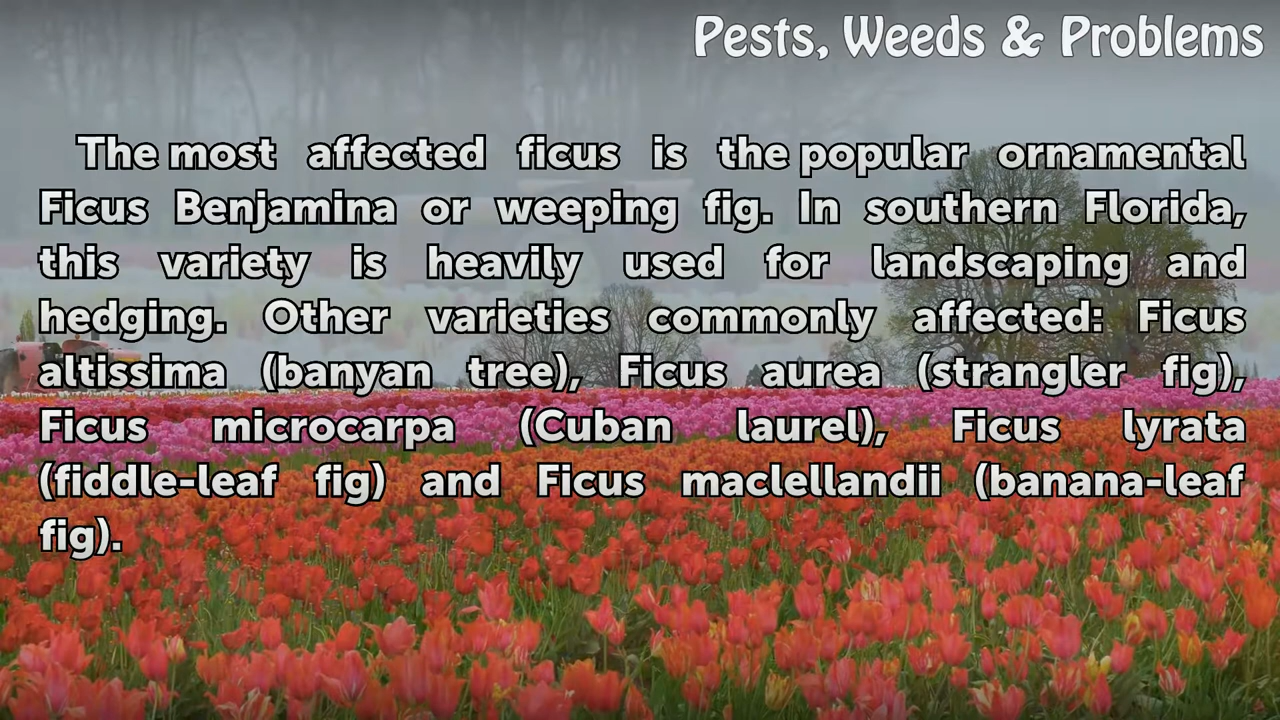 Pests, Weeds & Problems
The most affected ficus is the popular ornamental
Ficus Benjamina or weeping fig. In southern Florida,
this variety is heavily used for landscaping and
hedging. Other varieties commonly affected: Ficus
altissima (banyan tree), Ficus aurea (strangler fig),
Ficus microcarpa (Cuban laurel), Ficus lyrata
(fiddle-leaf fig) and Ficus maclellandii (banana-leaf
fig).